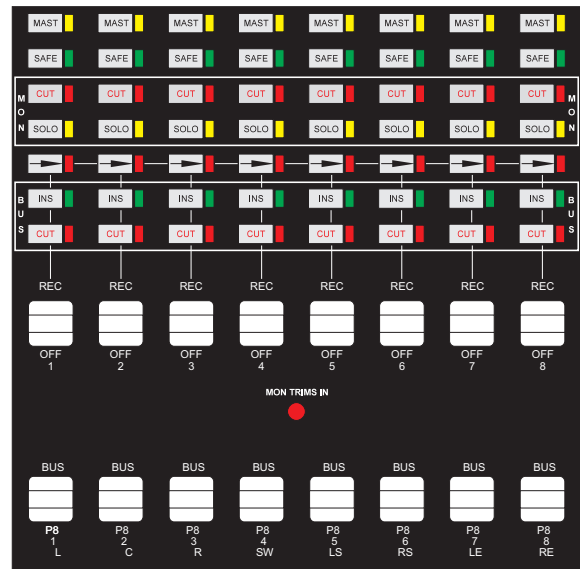 MAST MAST MAST MAST MAST MAST MAST MAST
SAFE SAFE SAFE SAFE SAFE SAFE SAFE SAFE
MON CUT CUT CUT CUT CUT CUT CUT CUT MON
SOLO SOLO SOLO SOLO SOLO SOLO SOLO SOLO
BUS INS INS INS INS INS INS INS INS BUS
CUT CUT CUT CUT CUT CUT CUT CUT
REC REC REC REC REC REC REC REC
OFF OFF OFF OFF OFF OFF OFF OFF
1 2 3 4 5 6 7 8
MON TRIMS IN
BUS BUS BUS BUS BUS BUS BUS BUS
P8 P8 P8 P8 P8 P8 P8 P8
1 2 3 4 5 6 7 8
L C R SW LS RS LE RE